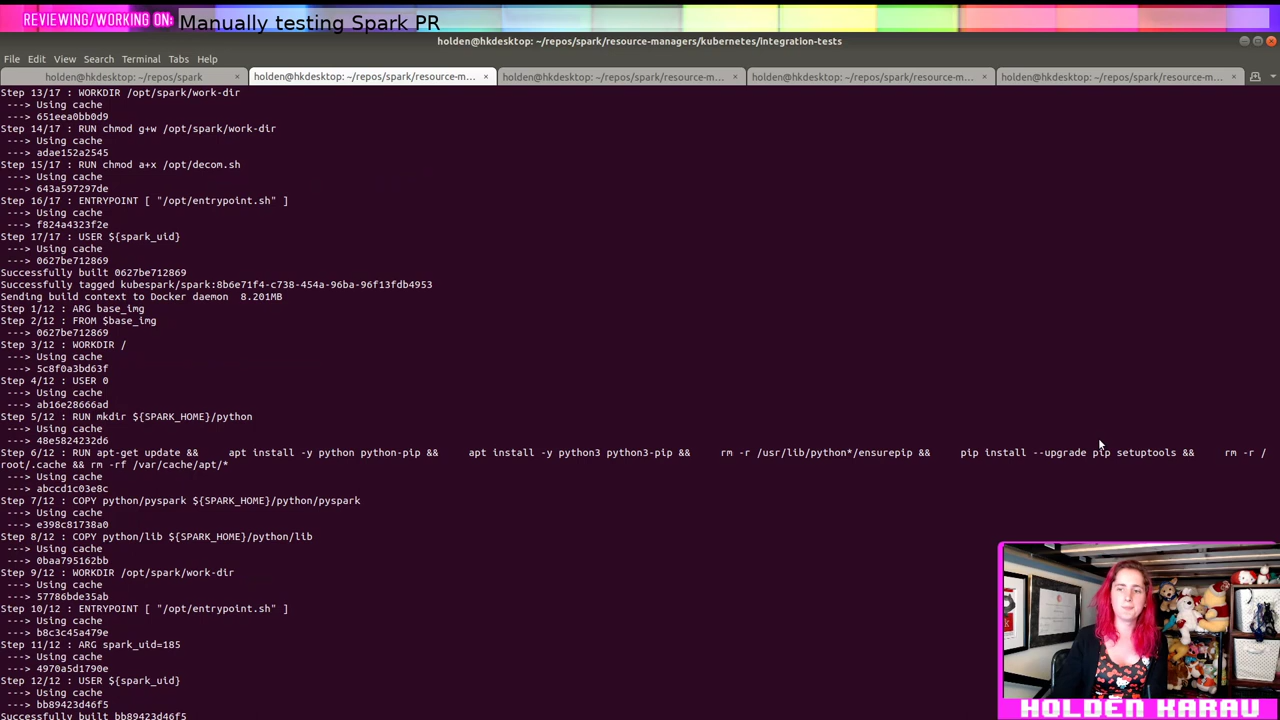 REVIEWING/WORKING ON: Manually testing Spark PR
holden@hkdesktop: ~/repos/spark/resource-managers/kubernetes/integration-tests
File Edit View Search Terminal Tabs Help
holden@hkdesktop: ~/repos/spark × holden@hkdesktop: ~/repos/spark/resource-m... × holden@hkdesktop: ~/repos/spark/resource-m... × holden@hkdesktop: ~/repos/spark/resource-m... × holden@hkdesktop: ~/repos/spark/resource-m... ×
Step 13/17 : WORKDIR /opt/spark/work-dir
---> Using cache
---> 651eea0bb0d9
Step 14/17 : RUN chmod g+w /opt/spark/work-dir
---> Using cache
---> adae152a2545
Step 15/17 : RUN chmod a+x /opt/decom.sh
---> Using cache
---> 643a597297de
Step 16/17 : ENTRYPOINT [ "/opt/entrypoint.sh" ]
---> Using cache
---> f824a4323f2e
Step 17/17 : USER ${spark_uid}
---> Using cache
---> 0627be712869
Successfully built 0627be712869
Successfully tagged kubespark/spark:8b6e71f4-c738-454a-96ba-96f13fdb4953
Sending build context to Docker daemon 8.201MB
Step 1/12 : ARG base_img
Step 2/12 : FROM $base_img
---> 0627be712869
Step 3/12 : WORKDIR /
---> Using cache
---> 5c8f0a3bd63f
Step 4/12 : USER 0
---> Using cache
---> ab16e28666ad
Step 5/12 : RUN mkdir ${SPARK_HOME}/python
---> Using cache
---> 48e5824232d6
Step 6/12 : RUN apt-get update && apt install -y python python-pip && apt install -y python3 python3-pip && rm -r /usr/lib/python*/ensurepip && pip install --upgrade pip setuptools && rm -r /
root/.cache && rm -rf /var/cache/apt/*
---> Using cache
---> abccd1c03e8c
Step 7/12 : COPY python/pyspark ${SPARK_HOME}/python/pyspark
---> Using cache
---> e398c81738a0
Step 8/12 : COPY python/lib ${SPARK_HOME}/python/lib
---> Using cache
---> 0baa795162bb
Step 9/12 : WORKDIR /opt/spark/work-dir
---> Using cache
---> 57786bde35ab
Step 10/12 : ENTRYPOINT [ "/opt/entrypoint.sh" ]
---> Using cache
---> b8c3c45a479e
Step 11/12 : ARG spark_uid=185
---> Using cache
---> 4970a5d1790e
Step 12/12 : USER ${spark_uid}
---> Using cache
---> bb89423d46f5
Successfully built bb89423d46f5
HOLDEN KARAU